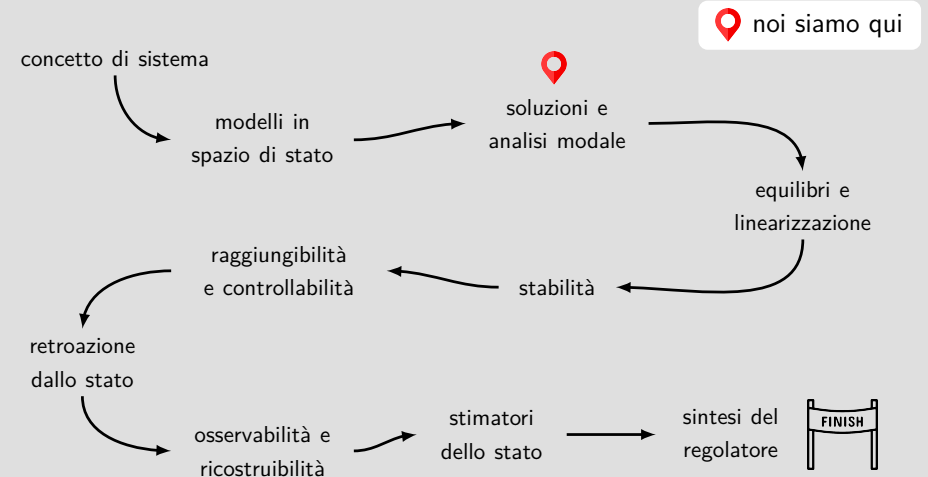 noi siamo qui
concetto di sistema
modelli in
spazio di stato
soluzioni e
analisi modale
equilibri e
linearizzazione
stabilità
raggiungibilità
e controllabilità
retroazione
dallo stato
osservabilità e
ricostruibilità
stimatori
dello stato
sintesi del
regolatore
FINISH